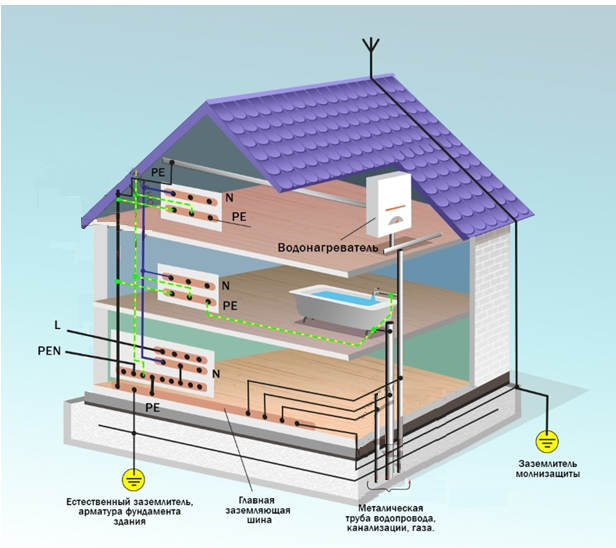 PE
N
PE
Водонагреватель
N
PE
L
PEN
N
PE
Естественный заземлитель,
арматура фундамента
здания
Главная
заземляющая
шина
Металическая
труба водопровода,
канализации, газа.
Заземлитель
молнизащиты